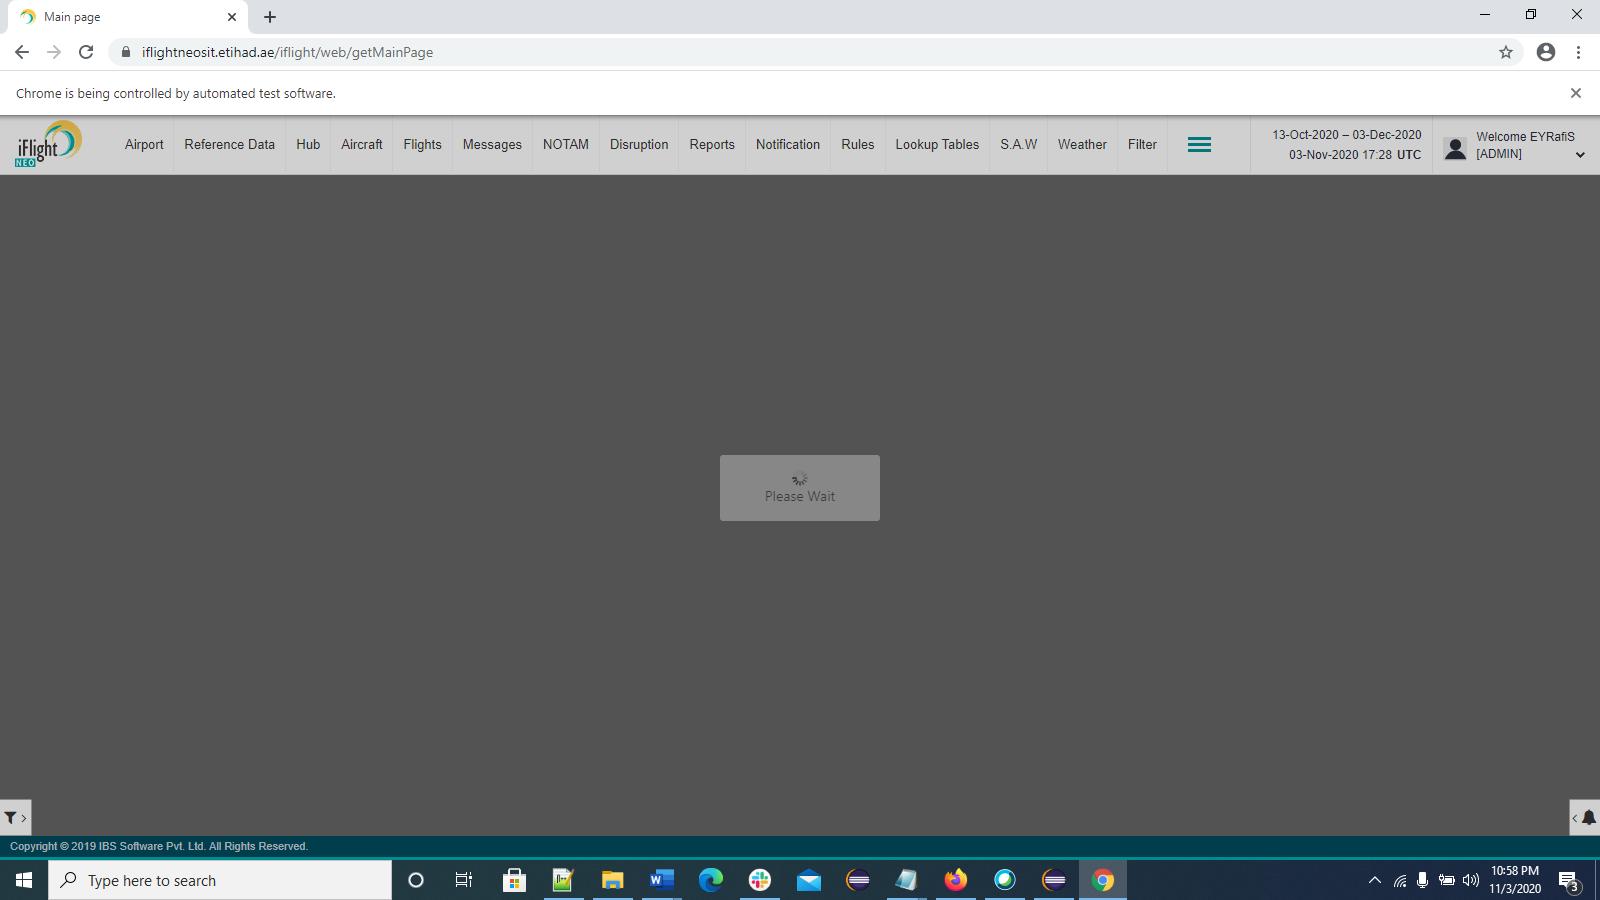 Main page
iflightneosit.etihad.ae/iflight/web/getMainPage
Chrome is being controlled by automated test software.
iFlight
NEO
Airport Reference Data Hub Aircraft Flights Messages NOTAM Disruption Reports Notification Rules Lookup Tables S.A.W Weather Filter
13-Oct-2020 – 03-Dec-2020
03-Nov-2020 17:28 UTC
Welcome EYRafiS
[ADMIN]
Please Wait
Copyright © 2019 IBS Software Pvt. Ltd. All Rights Reserved.
Type here to search
10:58 PM
11/3/2020
3